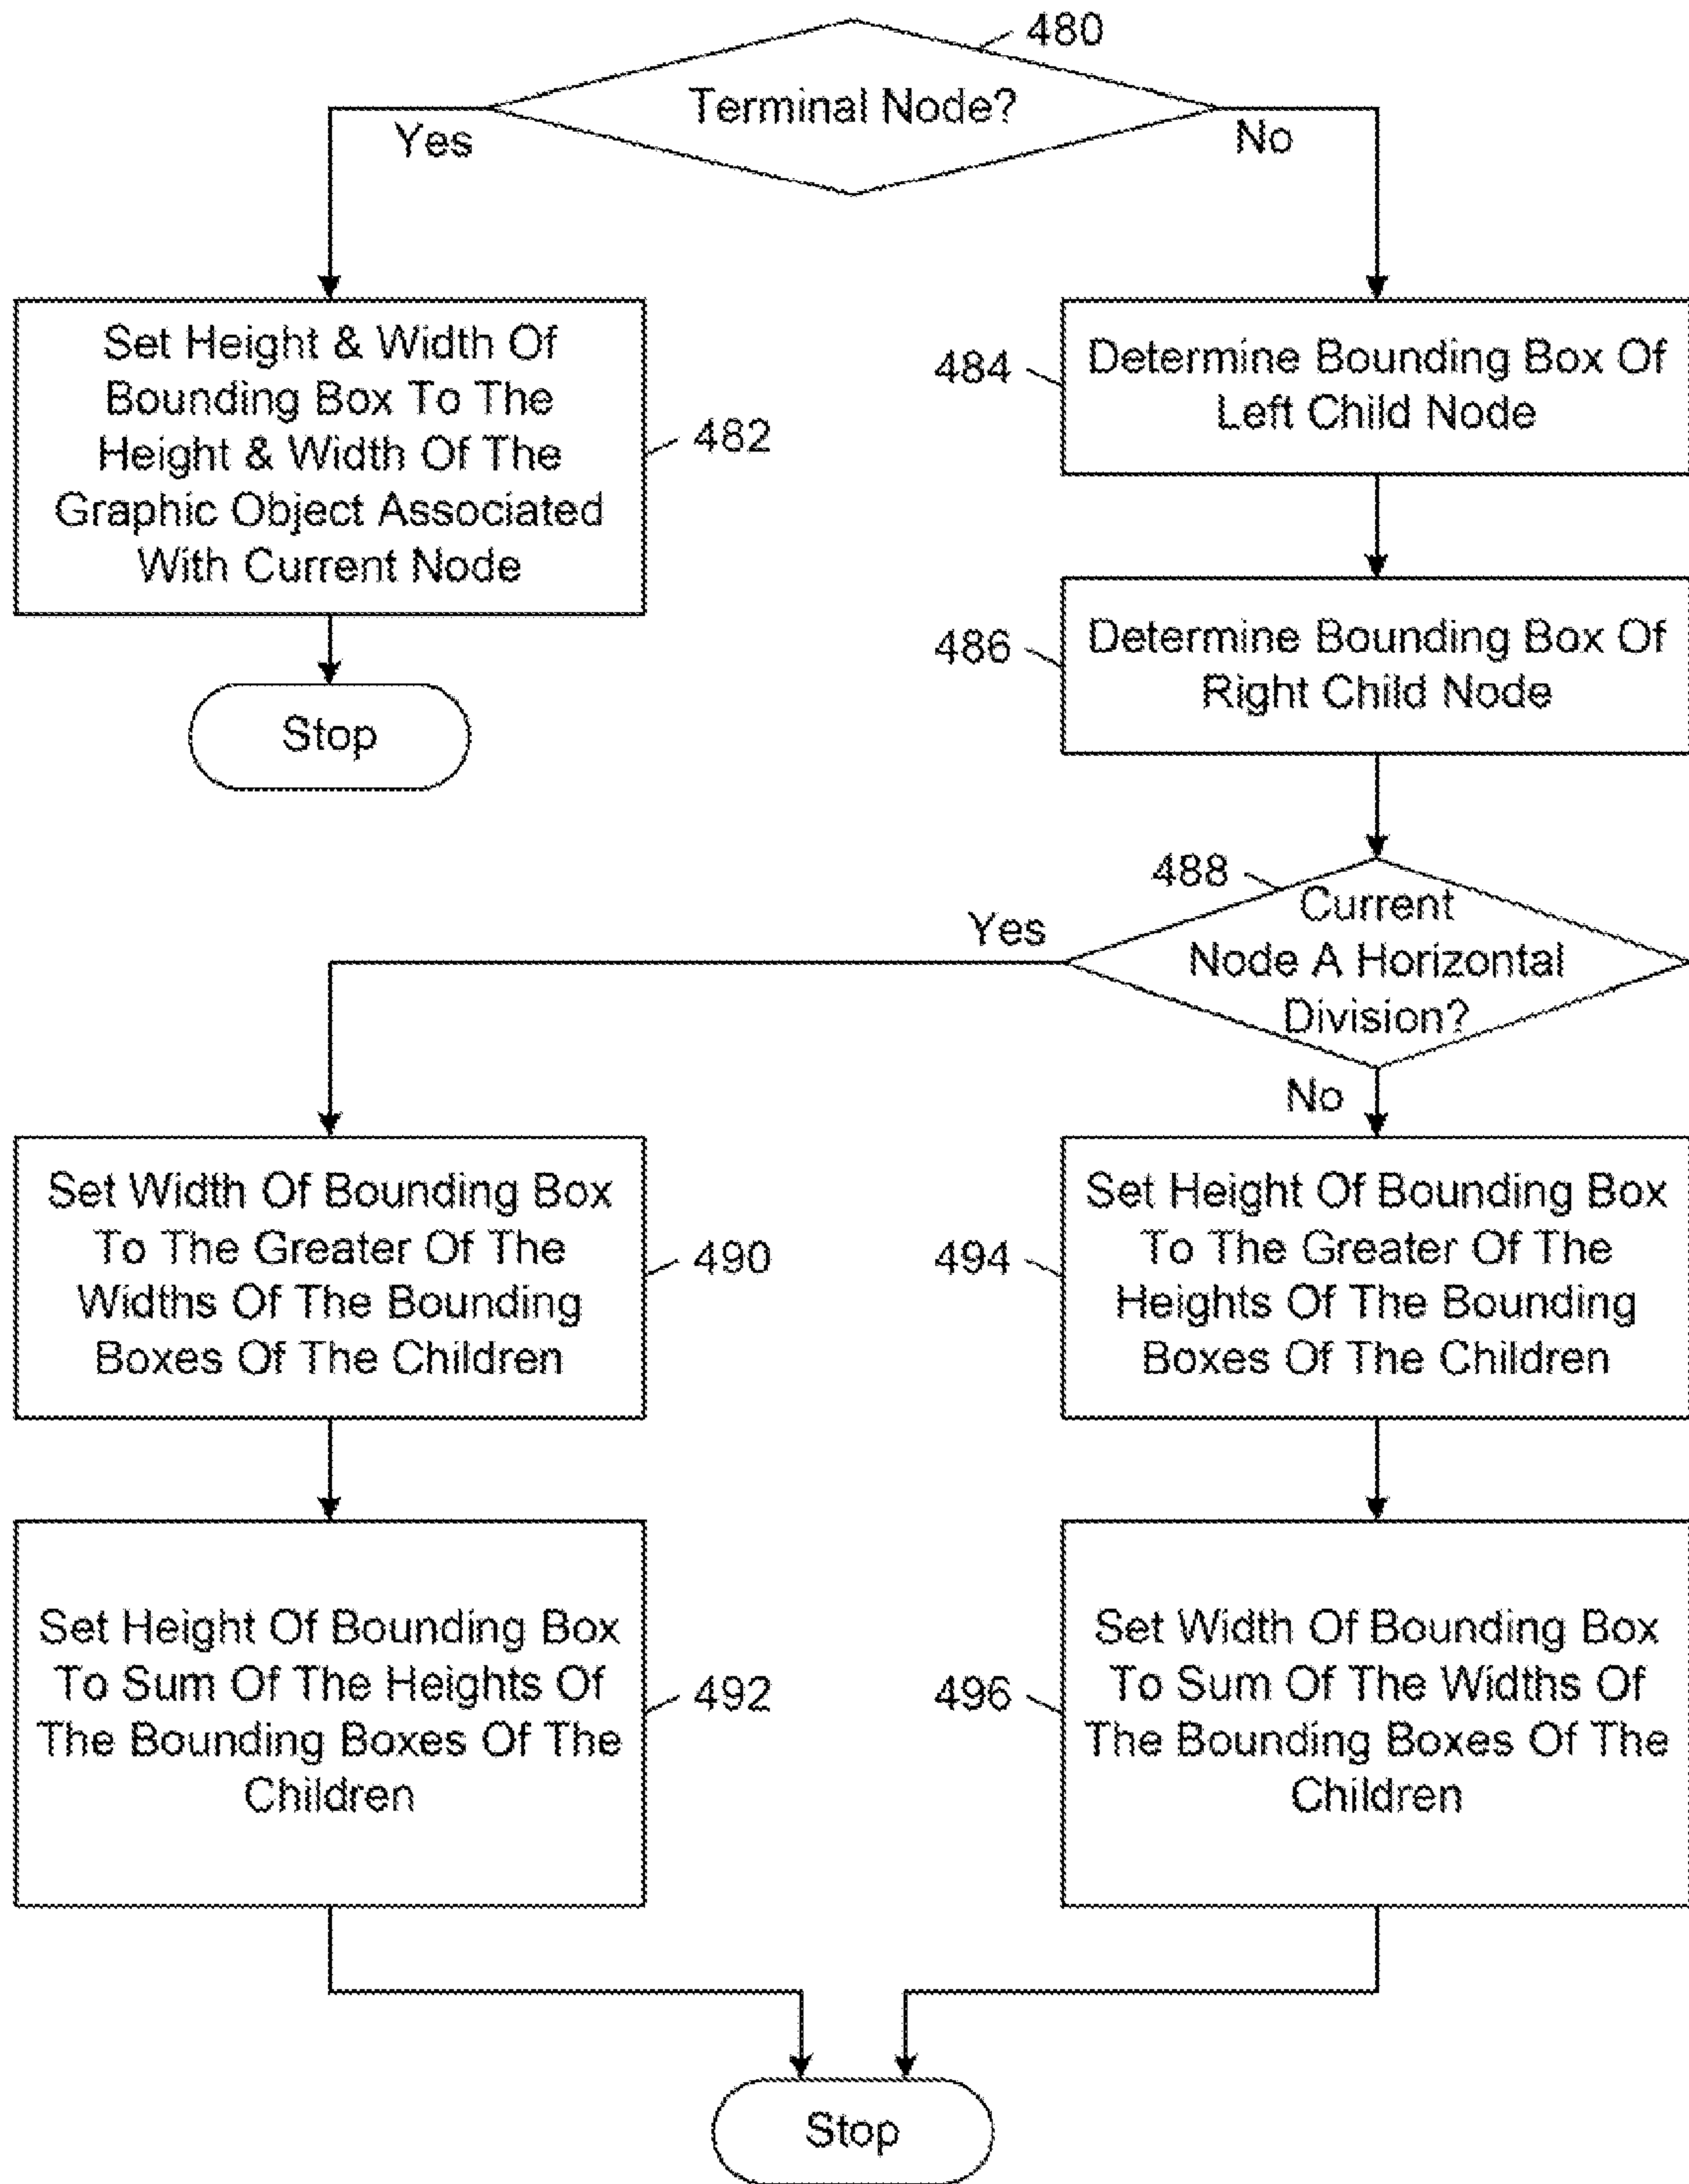 480
Terminal Node?
Yes
No
Set Height & Width Of
Bounding Box To The
Height & Width Of The
Graphic Object Associated
With Current Node
482
Stop
484
Determine Bounding Box Of
Left Child Node
486
Determine Bounding Box Of
Right Child Node
488
Current
Node A Horizontal
Division?
Yes
No
Set Width Of Bounding Box
To The Greater Of The
Widths Of The Bounding
Boxes Of The Children
490
494
Set Height Of Bounding Box
To The Greater Of The
Heights Of The Bounding
Boxes Of The Children
Set Height Of Bounding Box
To Sum Of The Heights Of
The Bounding Boxes Of The
Children
492
496
Set Width Of Bounding Box
To Sum Of The Widths Of
The Bounding Boxes Of The
Children
Stop